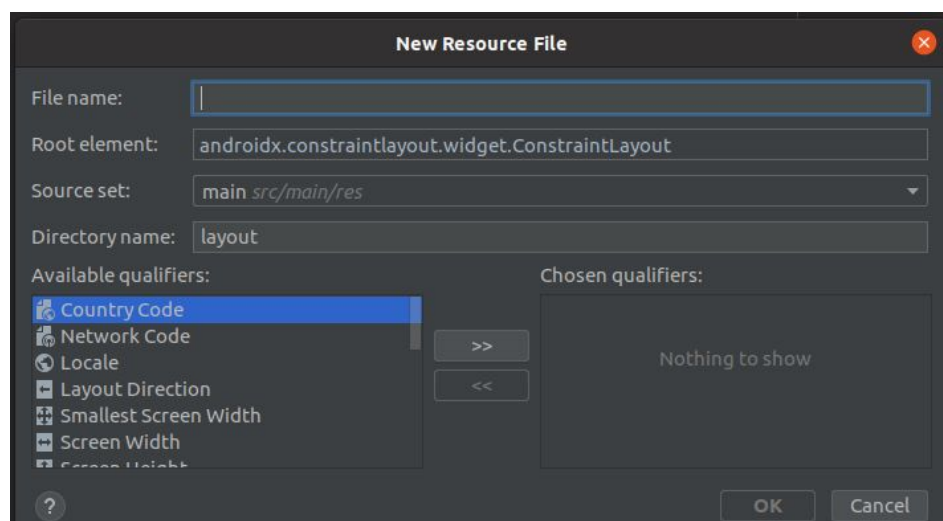 New Resource File
File name:
Root element: androidx.constraintlayout.widget.ConstraintLayout
Source set: main src/main/res
Directory name: layout
Available qualifiers: Chosen qualifiers:
Country Code
Network Code
>>
Locale
Nothing to show
Layout Direction
<<
Smallest Screen Width
Screen Width
Screen Height
? OK Cancel